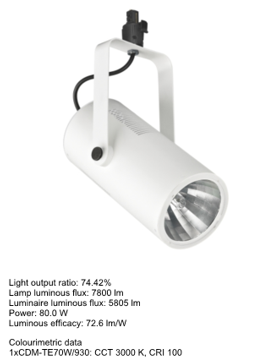 Light output ratio: 74.42%
Lamp luminous flux: 7800 lm
Luminaire luminous flux: 5805 lm
Power: 80.0 W
Luminous efficacy: 72.6 lm/W
Colourimetric data
1xCDM-TE70W/930: CCT 3000 K, CRI 100